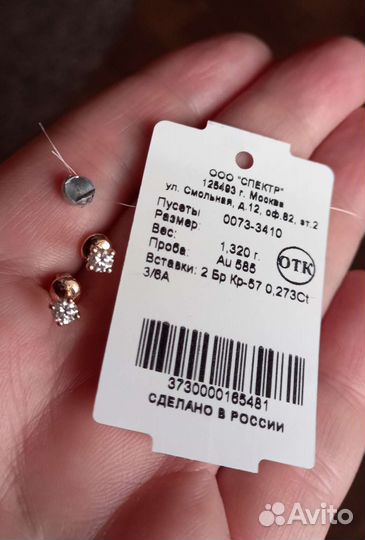 ООО "СПЕКТР"
125493 г. Москва
ул. Смольная, д.12, оф.82, эт.2
Пусеты 0073-3410
Размер:
Вес: 1,320 г.
Проба: Au 585
Вставки: 2 Бр Кр-57 0,273Ct
3/6А
ОТК
3730000165481
СДЕЛАНО В РОССИИ
Avito